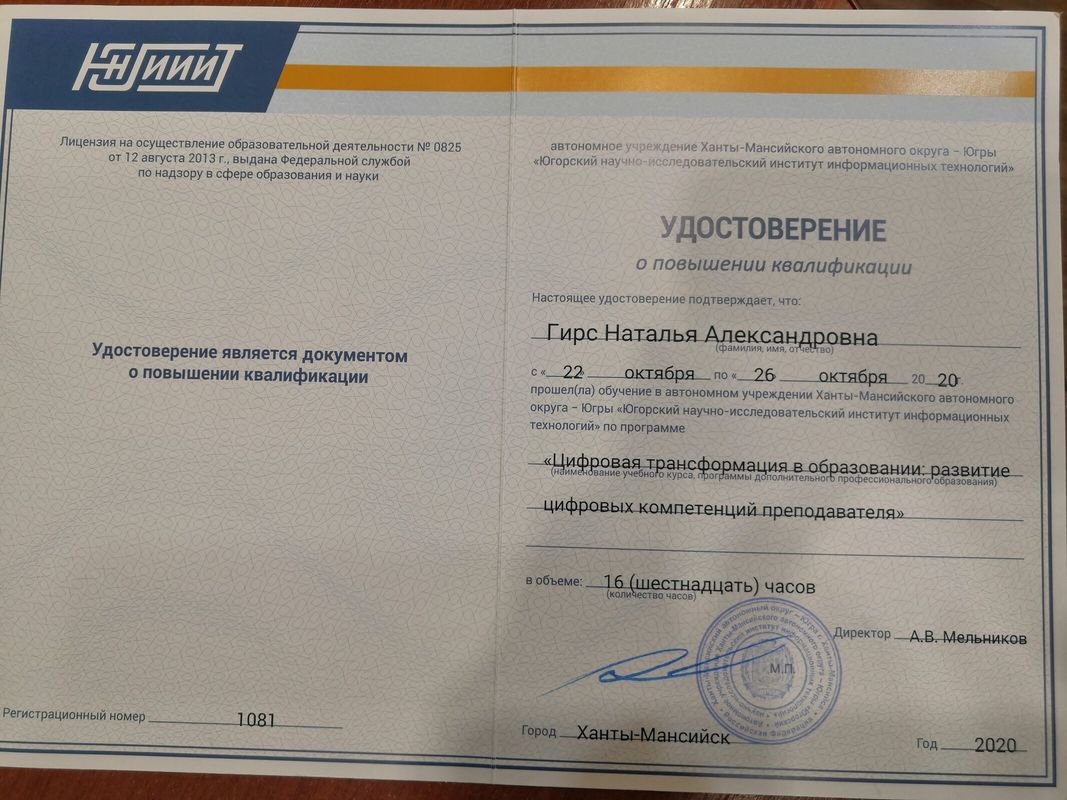 ЮНИИИТ
Лицензия на осуществление образовательной деятельности № 0825
от 12 августа 2013 г., выдана Федеральной службой
по надзору в сфере образования и науки
Удостоверение является документом
о повышении квалификации
Регистрационный номер 1081
автономное учреждение Ханты-Мансийского автономного округа – Югры
«Югорский научно-исследовательский институт информационных технологий»
УДОСТОВЕРЕНИЕ
о повышении квалификации
Настоящее удостоверение подтверждает, что:
Гирс Наталья Александровна
(фамилия, имя, отчество)
с «22» октября по «26» октября 2020 г.
прошел(ла) обучение в автономном учреждении Ханты-Мансийского автономного
округа – Югры «Югорский научно-исследовательский институт информационных
технологий» по программе
«Цифровая трансформация в образовании: развитие
(наименование учебного курса, программы дополнительного профессионального образования)
цифровых компетенций преподавателя»
в объеме: 16 (шестнадцать) часов
(количество часов)
Директор А.В. Мельников
М.П.
Город Ханты-Мансийск
Год 2020